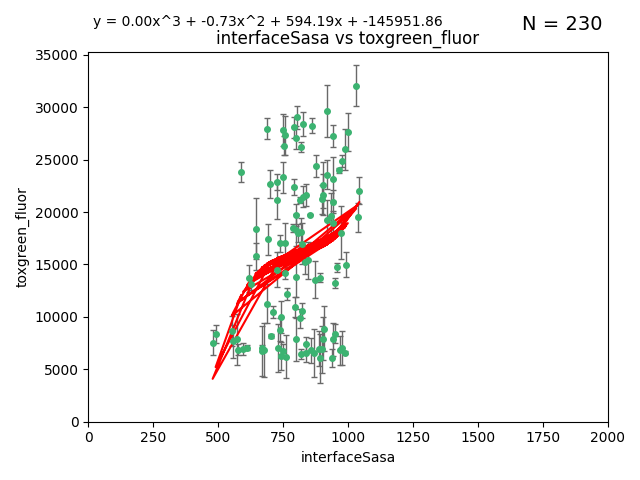 y = 0.00x^3 + -0.73x^2 + 594.19x + -145951.86
N = 230
interfaceSasa vs toxgreen_fluor
35000
30000
25000
20000
15000
10000
5000
0
toxgreen_fluor
0 250 500 750 1000 1250 1500 1750 2000
interfaceSasa